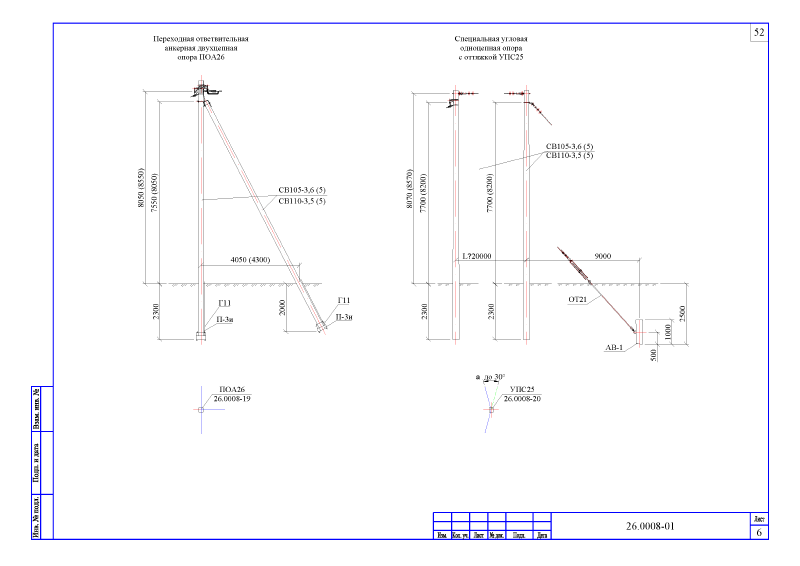 52
Переходная ответвительная
анкерная двухцепная
опора ПОА26
Специальная угловая
одноцепная опора
с оттяжкой УПС25
8050 (8550)
7550 (8050)
СВ105-3,6 (5)
СВ110-3,5 (5)
4050 (4300)
2300
2000
Г11
П-3и
Г11
П-3и
8070 (8570)
7700 (8200)
7700 (8200)
СВ105-3,6 (5)
СВ110-3,5 (5)
L?20000
9000
2300
2300
ОТ21
АВ-1
500
1000
2500
ПОА26
26.0008-19
а до 30°
УПС25
26.0008-20
Взам. инв. №
Подп. и дата
Инв. № подл.
Изм. Кол. уч. Лист № док. Подп. Дата
26.0008-01
Лист
6